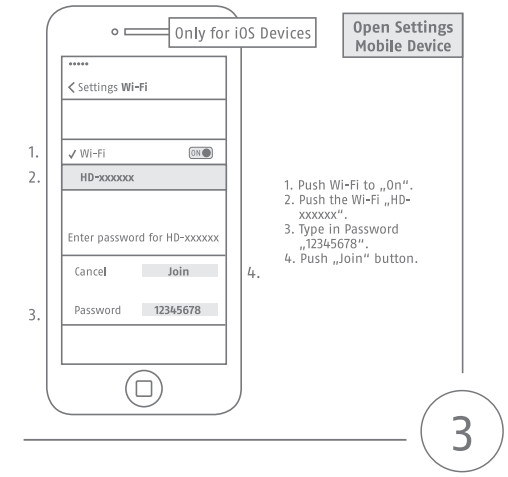 Only for iOS Devices
Open Settings
Mobile Device
< Settings Wi-Fi
1.
✓ Wi-Fi
ON
2.
HD-xxxxxx
Enter password for HD-xxxxxx
Cancel
Join
4.
3.
Password
12345678
1. Push Wi-Fi to „On“.
2. Push the Wi-Fi „HD-
xxxxxx“.
3. Type in Password
„12345678“.
4. Push „Join“ button.
3